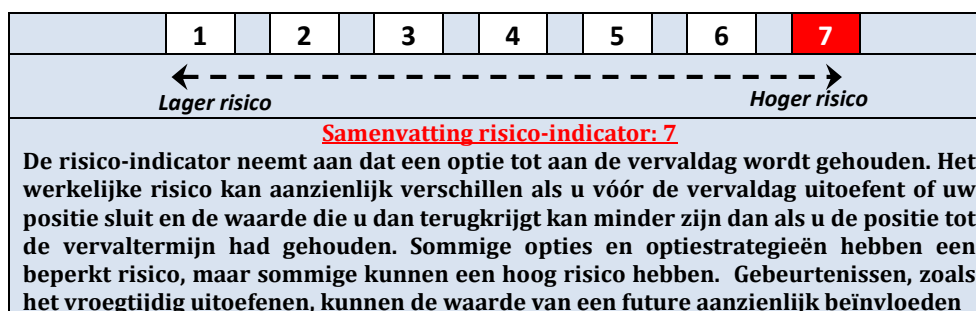 1 2 3 4 5 6 7
Lager risico Hoger risico
Samenvatting risico-indicator: 7
De risico-indicator neemt aan dat een optie tot aan de vervaldag wordt gehouden. Het
werkelijke risico kan aanzienlijk verschillen als u vóór de vervaldag uitoefent of uw
positie sluit en de waarde die u dan terugkrijgt kan minder zijn dan als u de positie tot
de vervaltermijn had gehouden. Sommige opties en optiestrategieën hebben een
beperkt risico, maar sommige kunnen een hoog risico hebben. Gebeurtenissen, zoals
het vroegtijdig uitoefenen, kunnen de waarde van een future aanzienlijk beïnvloeden